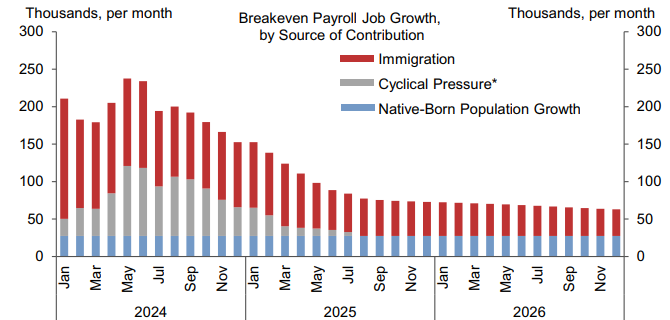 Thousands, per month
Thousands, per month
Breakeven Payroll Job Growth,
by Source of Contribution
Immigration
Cyclical Pressure*
Native-Born Population Growth
300
300
250
250
200
200
150
150
100
100
50
50
0
0
Jan Mar May Jul Sep Nov Jan Mar May Jul Sep Nov Jan Mar May Jul Sep Nov
2024 2025 2026